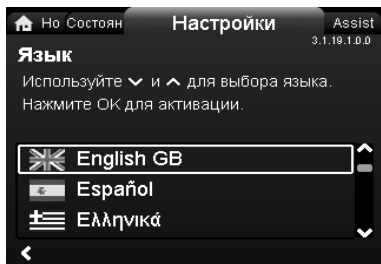 Но Состоян Настройки Assist
3.1.19.1.0.0
Язык
Используйте и для выбора языка.
Нажмите OK для активации.
English GB
Español
Ελληνικά